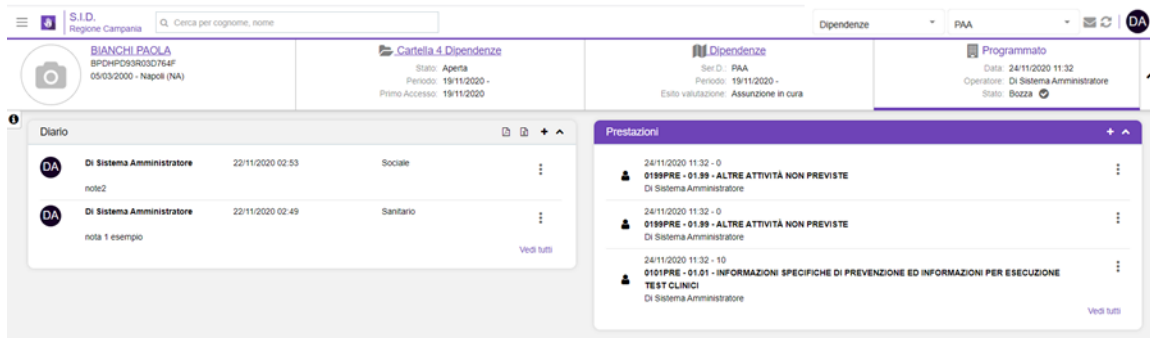 S.I.D.
Regione Campania
Cerca per cognome, nome
Dipendenze
PAA
DA
BIANCHI PAOLA
BPDHPD93R03D764F
05/03/2000 - Napoli (NA)
Cartella 4 Dipendenze
Stato: Aperta
Periodo: 19/11/2020 -
Primo Accesso: 19/11/2020
Dipendenze
Ser.D.: PAA
Periodo: 19/11/2020 -
Esito valutazione: Assunzione in cura
Programmato
Data: 24/11/2020 11:32
Operatore: Di Sistema Amministratore
Stato: Bozza
Diario
DA Di Sistema Amministratore 22/11/2020 02:53 Sociale
note2
DA Di Sistema Amministratore 22/11/2020 02:49 Sanitario
nota 1 esempio
Vedi tutti
Prestazioni
24/11/2020 11:32 - 0
0199PRE - 01.99 - ALTRE ATTIVITÀ NON PREVISTE
Di Sistema Amministratore
24/11/2020 11:32 - 0
0199PRE - 01.99 - ALTRE ATTIVITÀ NON PREVISTE
Di Sistema Amministratore
24/11/2020 11:32 - 10
0101PRE - 01.01 - INFORMAZIONI SPECIFICHE DI PREVENZIONE ED INFORMAZIONI PER ESECUZIONE
TEST CLINICI
Di Sistema Amministratore
Vedi tutti